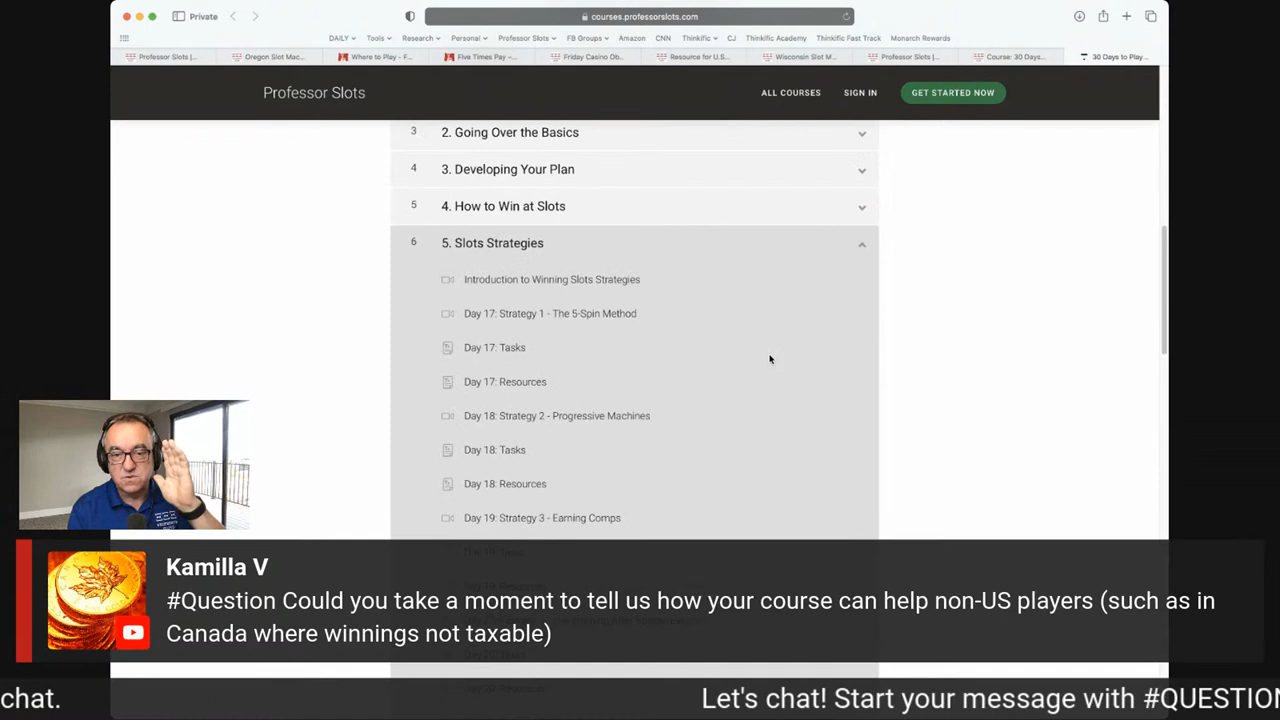 Private
courses.professorslots.com
DAILY Tools Research Personal Professor Slots FB Groups Amazon CNN Thinkific CJ Thinkific Academy Thinkific Fast Track Monarch Rewards
Professor Slots |... Oregon Slot Mac... Where to Play - F... Five Times Pay –... Friday Casino Ob... Resource for U.S... Wisconsin Slot M... Professor Slots |... Course: 30 Days... 30 Days to Play...
Professor Slots ALL COURSES SIGN IN GET STARTED NOW
3 2. Going Over the Basics
4 3. Developing Your Plan
5 4. How to Win at Slots
6 5. Slots Strategies
Introduction to Winning Slots Strategies
Day 17: Strategy 1 - The 5-Spin Method
Day 17: Tasks
Day 17: Resources
Day 18: Strategy 2 - Progressive Machines
Day 18: Tasks
Day 18: Resources
Day 19: Strategy 3 - Earning Comps
Kamilla V
#Question Could you take a moment to tell us how your course can help non-US players (such as in
Canada where winnings not taxable)
chat. Let's chat! Start your message with #QUESTION